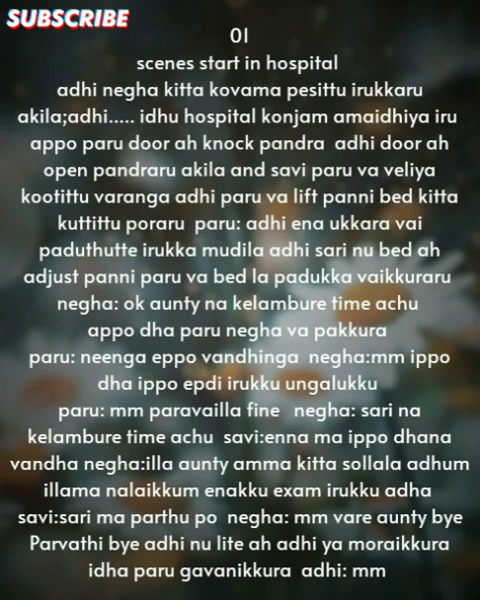 SUBSCRIBE
01
scenes start in hospital
adhi negha kitta kovama pesittu irukkaru
akila;adhi..... idhu hospital konjam amaidhiya iru
appo paru door ah knock pandra adhi door ah
open pandraru akila and savi paru va veliya
kootittu varanga adhi paru va lift panni bed kitta
kuttittu poraru paru: adhi ena ukkara vai
paduthutte irukka mudila adhi sari nu bed ah
adjust panni paru va bed la padukka vaikkuraru
negha: ok aunty na kelambure time achu
appo dha paru negha va pakkura
paru: neenga eppo vandhinga negha:mm ippo
dha ippo epdi irukku ungalukku
paru: mm paravailla fine negha: sari na
kelambure time achu savi:enna ma ippo dhana
vandha negha:illa aunty amma kitta sollala adhum
illama nalaikkum enakku exam irukku adha
savi:sari ma parthu po negha: mm vare aunty bye
Parvathi bye adhi nu lite ah adhi ya moraikkura
idha paru gavanikkura adhi: mm